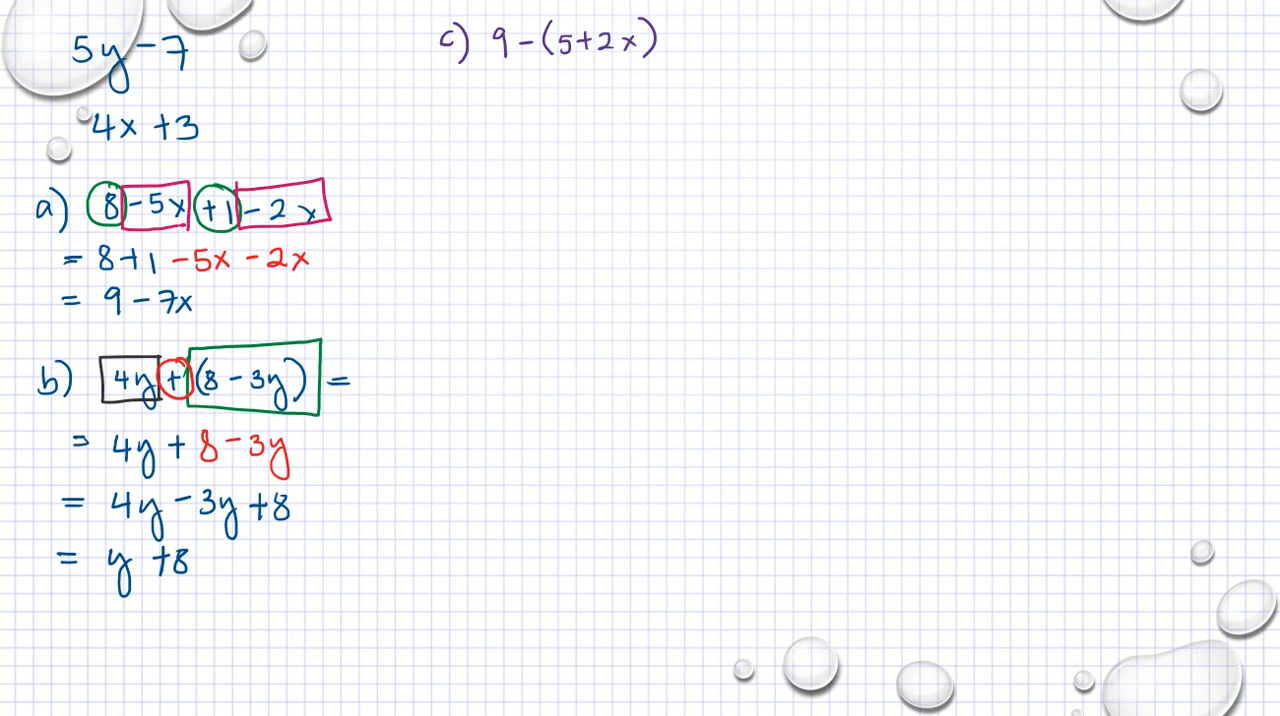 5y - 7
4x + 3
a) 8 - 5x + 1 - 2x
= 8 + 1 - 5x - 2x
= 9 - 7x
b) 4y + (8 - 3y) =
= 4y + 8 - 3y
= 4y - 3y + 8
= y + 8
c) 9 - (5 + 2x)